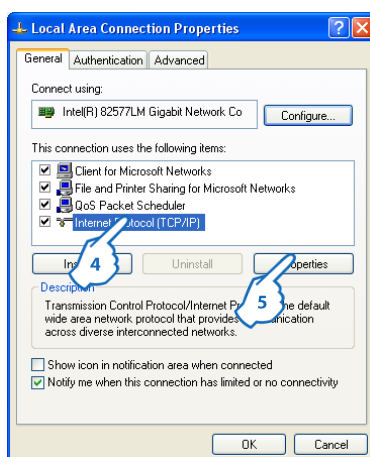 Local Area Connection Properties
General Authentication Advanced
Connect using:
Intel(R) 82577LM Gigabit Network Co
Configure...
This connection uses the following items:
Client for Microsoft Networks
File and Printer Sharing for Microsoft Networks
QoS Packet Scheduler
Internet (TCP/IP)
4
Uninstall
5
Description
Transmission Control Protocol/Internet The default
wide area network protocol that provides
across diverse interconnected networks.
Show icon in notification area when connected
Notify me when this connection has limited or no connectivity
OK Cancel